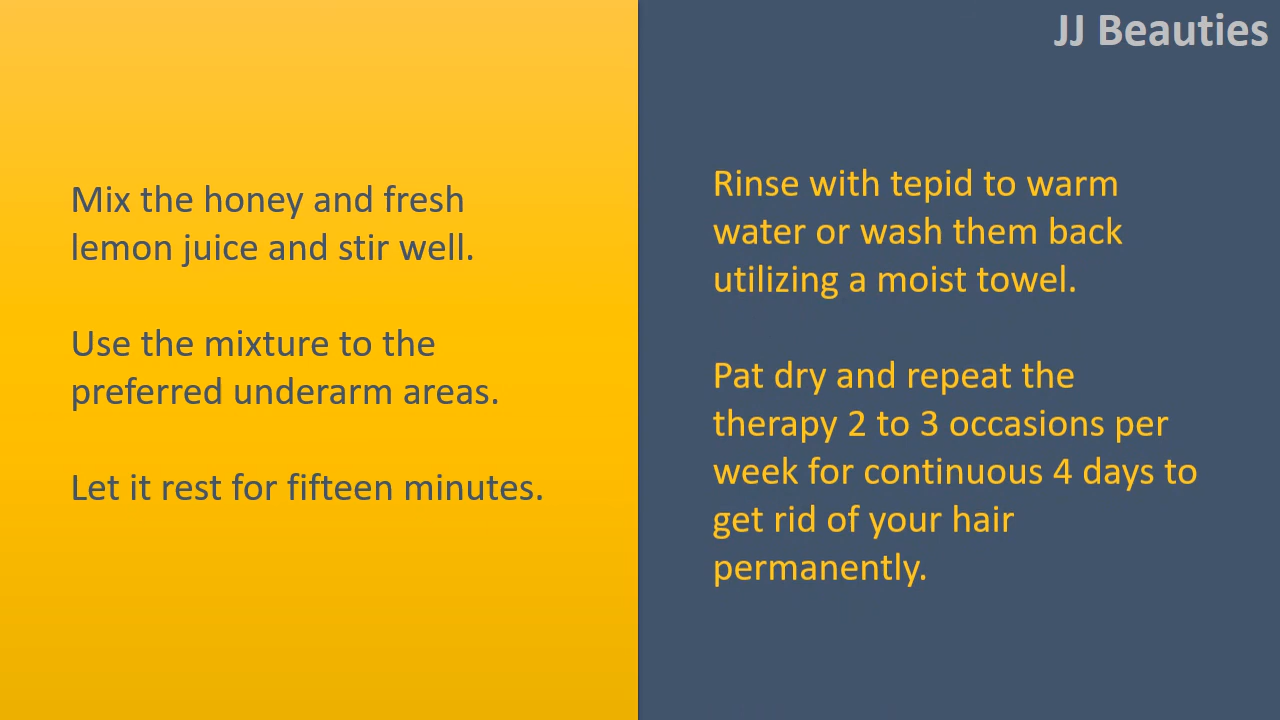 JJ Beauties
Mix the honey and fresh
lemon juice and stir well.
Use the mixture to the
preferred underarm areas.
Let it rest for fifteen minutes.
Rinse with tepid to warm
water or wash them back
utilizing a moist towel.
Pat dry and repeat the
therapy 2 to 3 occasions per
week for continuous 4 days to
get rid of your hair
permanently.